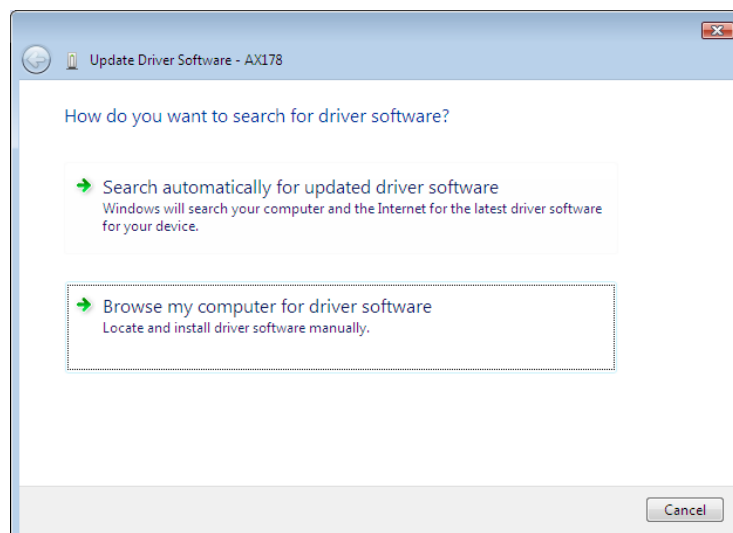 Update Driver Software - AX178
How do you want to search for driver software?
Search automatically for updated driver software
Windows will search your computer and the Internet for the latest driver software
for your device.
Browse my computer for driver software
Locate and install driver software manually.
Cancel